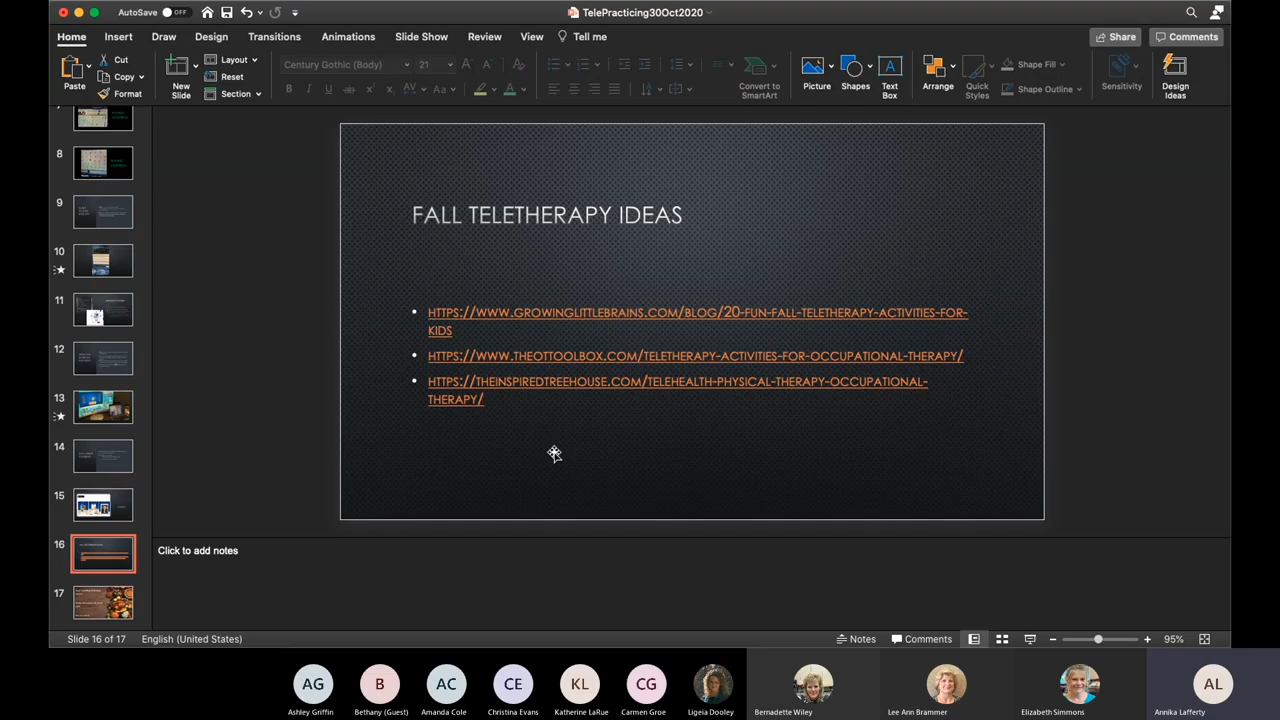 AutoSave
OFF
TelePracticing30Oct2020
Home
Insert
Draw
Design
Transitions
Animations
Slide Show
Review
View
Tell me
Share
Comments
Paste
Cut
Copy
Format
New Slide
Layout
Reset
Section
Century Gothic (Body)
21
Convert to SmartArt
Picture
Shapes
Text Box
Arrange
Quick Styles
Shape Fill
Shape Outline
Sensitivity
Design Ideas
8
9
10
11
12
13
14
15
16
17
FALL TELETHERAPY IDEAS
• HTTPS://WWW.GROWINGLITTLEBRAINS.COM/BLOG/20-FUN-FALL-TELETHERAPY-ACTIVITIES-FOR-
KIDS
• HTTPS://WWW.THEOTTOOLBOX.COM/TELETHERAPY-ACTIVITIES-FOR-OCCUPATIONAL-THERAPY/
• HTTPS://THEINSPIREDTREEHOUSE.COM/TELEHEALTH-PHYSICAL-THERAPY-OCCUPATIONAL-
THERAPY/
Click to add notes
Slide 16 of 17
English (United States)
Notes
Comments
95%
AG
B
AC
CE
KL
CG
AL
Ashley Griffin
Bethany (Guest)
Amanda Cole
Christina Evans
Katherine LaRue
Carmen Groe
Ligeia Dooley
Bernadette Wiley
Lee Ann Brammer
Elizabeth Simmons
Annika Lafferty